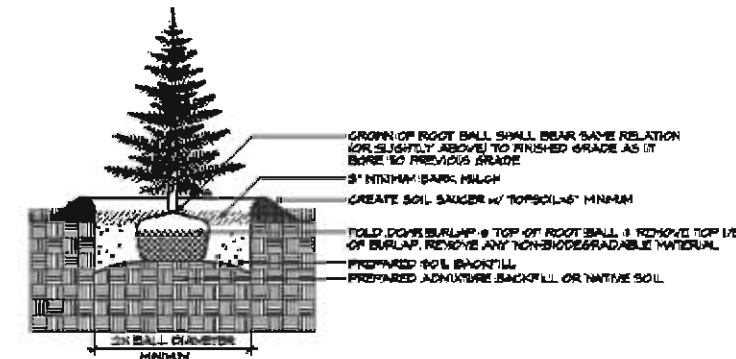 CROWN OF ROOT BALL SHALL BEAR SAME RELATION
(OR SLIGHTLY ABOVE) TO FINISHED GRADE AS IT
BORE TO PREVIOUS GRADE
3" MINIMUM BARK MULCH
CREATE SOIL SAUCER W/ TOPSOIL-6" MINIMUM
FOLD DOWN BURLAP @ TOP OF ROOT BALL & REMOVE TOP 1/3
OF BURLAP, REMOVE ANY NON-BIODEGRADABLE MATERIAL
PREPARED SOIL BACKFILL
PREPARED ADMIXTURE BACKFILL OR NATIVE SOIL
2X BALL DIAMETER
MINIMUM